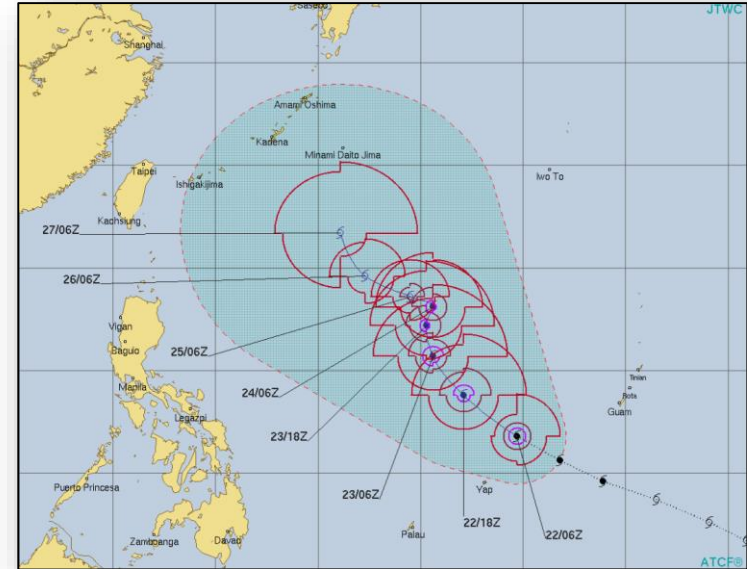 JTWC
Sasebo
Shanghai
Amami Oshima
Kadena
Minami Daito Jima
Taipei
Ishigakijima
Iwo To
Kaohsiung
27/06Z
26/06Z
Vigan
Baguio
25/06Z
24/06Z
Tinian
Rota
Guam
Manila
Legazpi
23/18Z
23/06Z
Yap
Puerto Princesa
22/18Z
22/06Z
Palau
Zamboanga
Davao
ATCF®